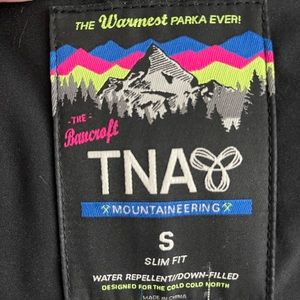 THE Warmest PARKA EVER!
-THE-
Bancroft
TNA
MOUNTAINEERING
S
SLIM FIT
WATER REPELLENT//DOWN-FILLED
DESIGNED FOR THE COLD COLD NORTH
MADE IN CHINA